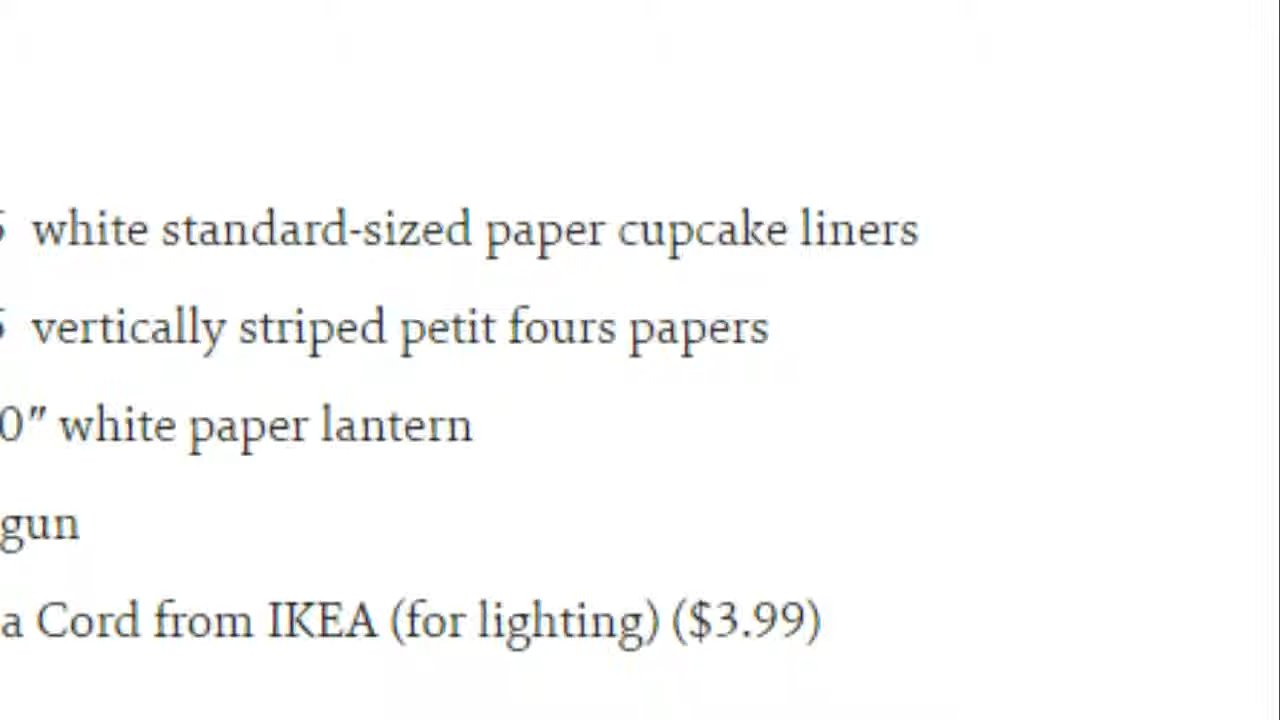 white standard-sized paper cupcake liners
vertically striped petit fours papers
0″ white paper lantern
gun
a Cord from IKEA (for lighting) ($3.99)